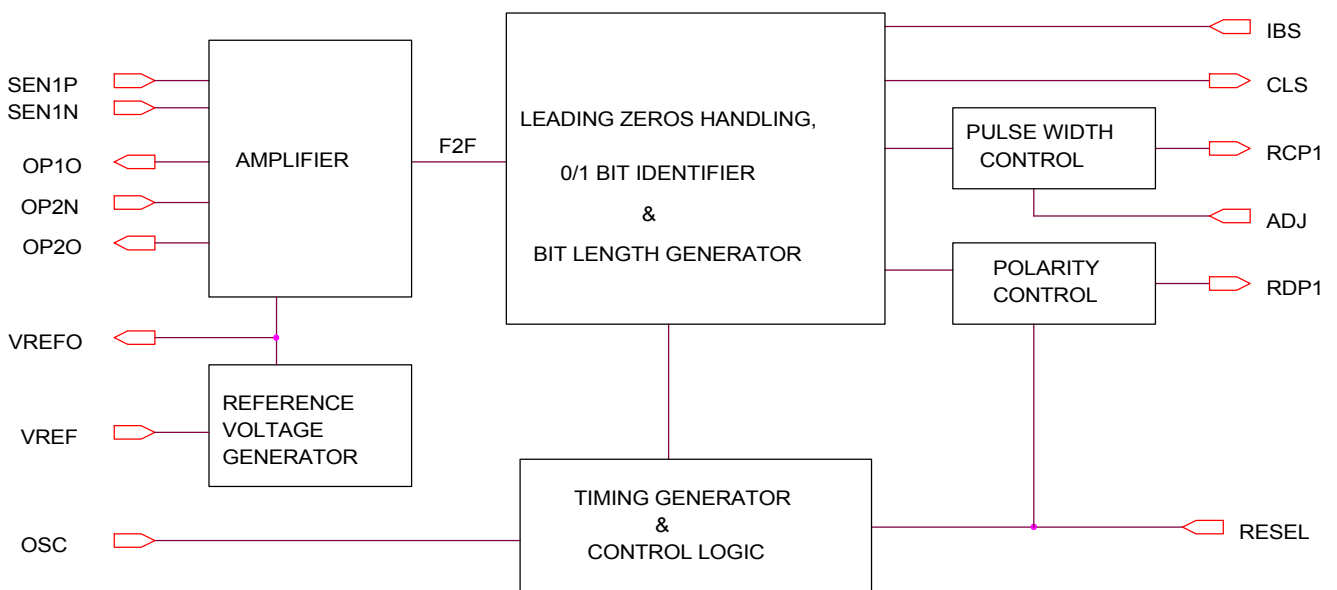 SEN1P
SEN1N
OP1O
OP2N
OP2O
VREFO
VREF
OSC
AMPLIFIER
F2F
REFERENCE
VOLTAGE
GENERATOR
LEADING ZEROS HANDLING,
0/1 BIT IDENTIFIER
&
BIT LENGTH GENERATOR
TIMING GENERATOR
&
CONTROL LOGIC
PULSE WIDTH
CONTROL
POLARITY
CONTROL
IBS
CLS
RCP1
ADJ
RDP1
RESEL